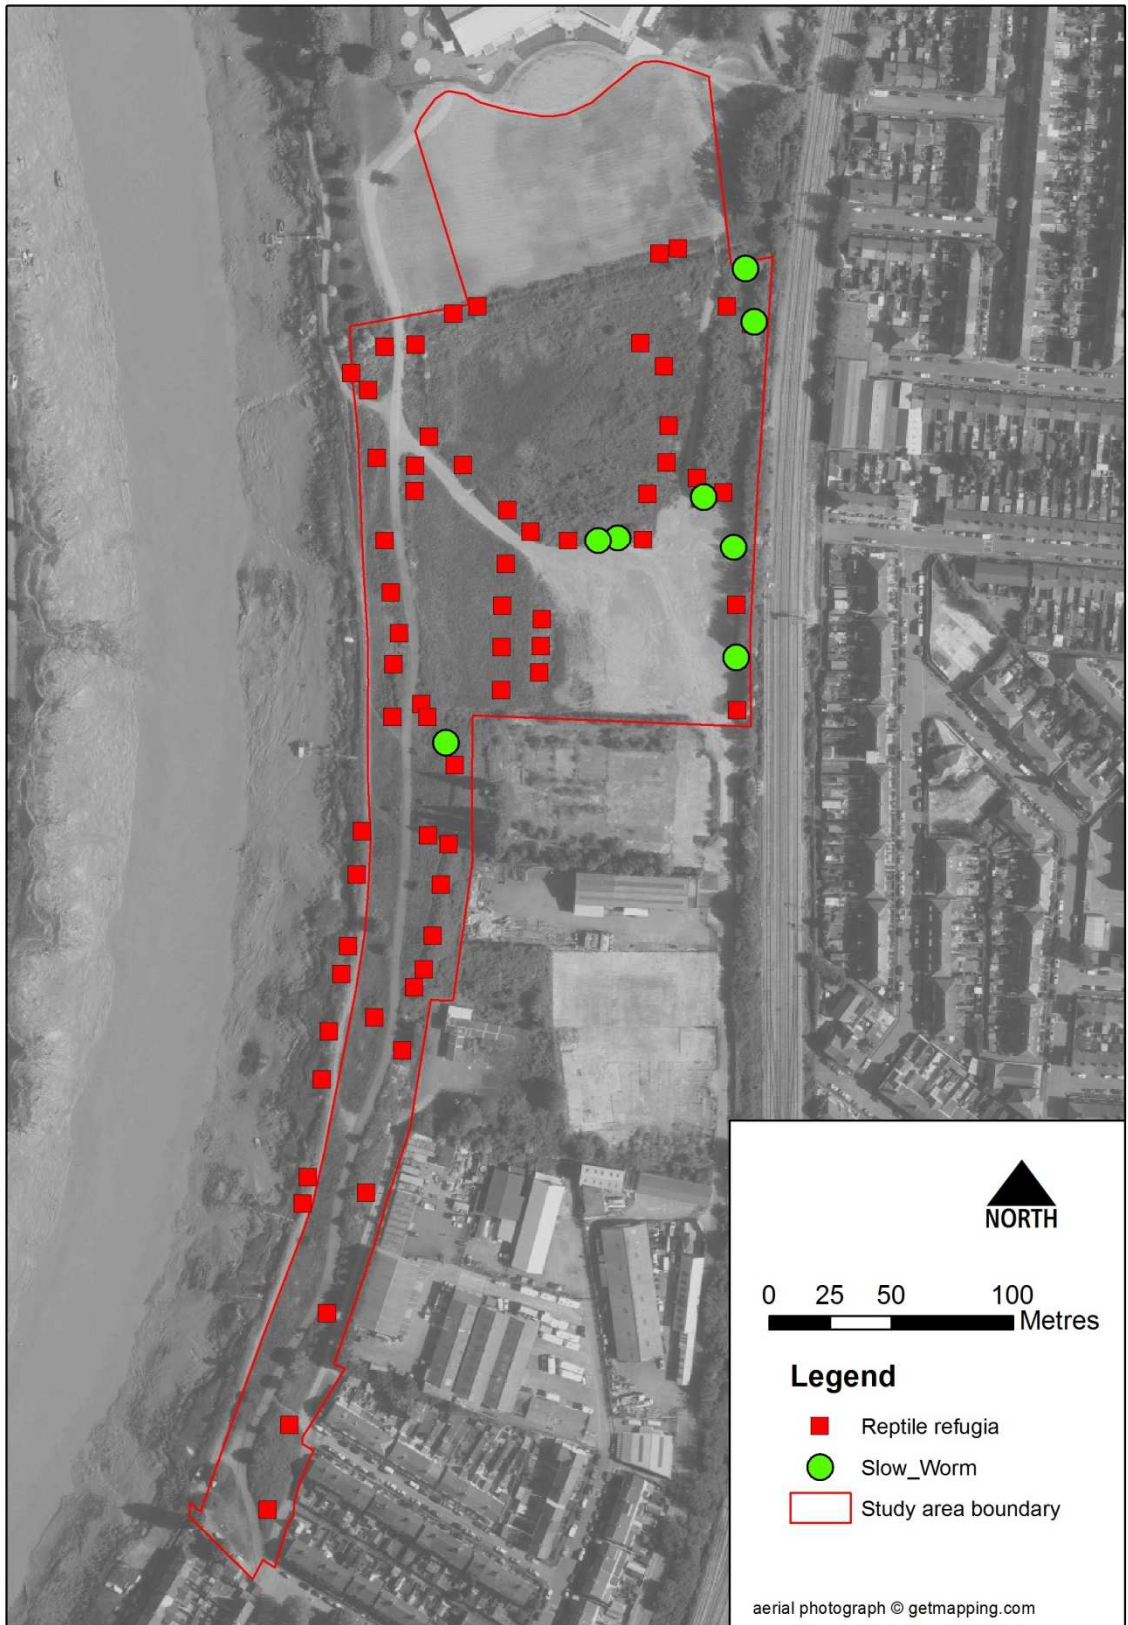 NORTH
0 25 50 100
Metres
Legend
Reptile refugia
Slow_Worm
Study area boundary
aerial photograph © getmapping.com